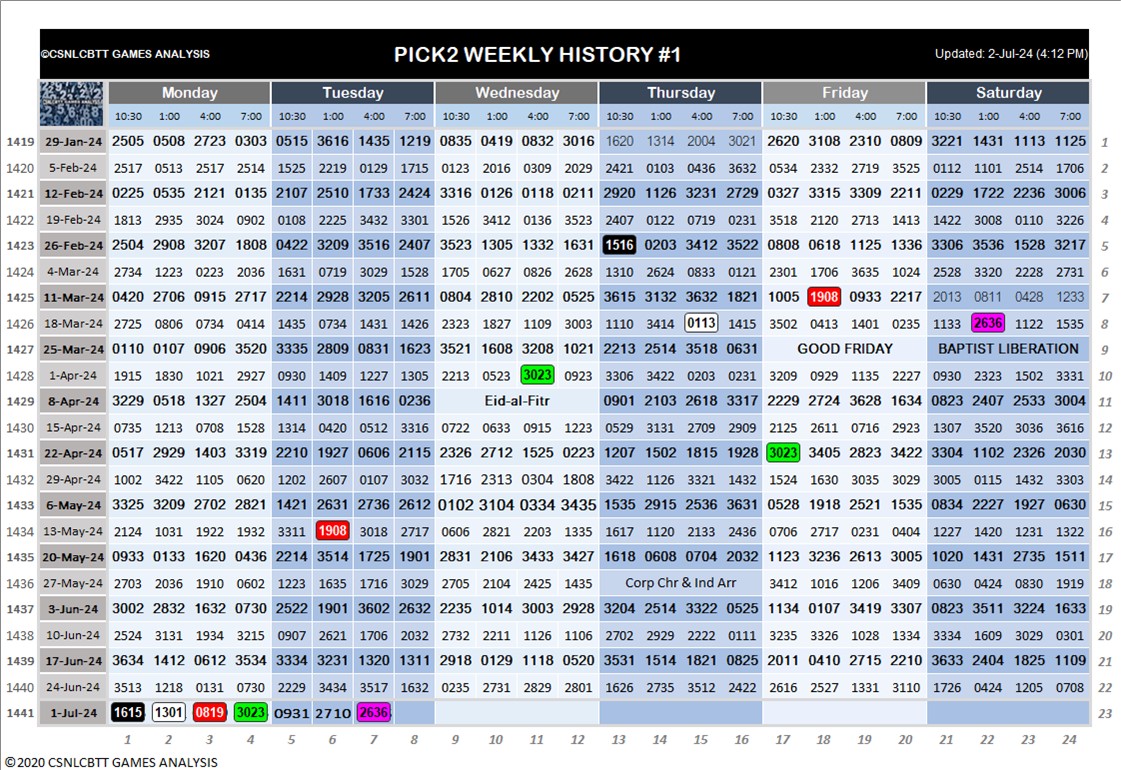 ©CSNLCBTT GAMES ANALYSIS PICK2 WEEKLY HISTORY #1 Updated: 2-Jul-24 (4:12 PM)
Monday Tuesday Wednesday Thursday Friday Saturday
10:30 1:00 4:00 7:00 10:30 1:00 4:00 7:00 10:30 1:00 4:00 7:00 10:30 1:00 4:00 7:00 10:30 1:00 4:00 7:00 10:30 1:00 4:00 7:00
1419 29-Jan-24 2505 0508 2723 0303 0515 3616 1435 1219 0835 0419 0832 3016 1620 1314 2004 3021 2620 3108 2310 0809 3221 1431 1113 1125 1
1420 5-Feb-24 2517 0513 2517 2514 1525 2219 0129 1715 0123 2016 0309 2029 2421 0103 0436 3632 0534 2332 2719 3525 0112 1101 2514 1706 2
1421 12-Feb-24 0225 0535 2121 0135 2107 2510 1733 2424 3316 0126 0118 0211 2920 1126 3231 2729 0327 3315 3309 2211 0229 1722 2236 3006 3
1422 19-Feb-24 1813 2935 3024 0902 0108 2225 3432 3301 1526 3412 0136 3523 2407 0122 0719 0231 3518 2120 2713 1413 1422 3008 0110 3226 4
1423 26-Feb-24 2504 2908 3207 1808 0422 3209 3516 2407 3523 1305 1332 1631 1516 0203 3412 3522 0808 0618 1125 1336 3306 3536 1528 3217 5
1424 4-Mar-24 2734 1223 0223 2036 1631 0719 3029 1528 1705 0627 0826 2628 1310 2624 0833 0121 2301 1706 3635 1024 2528 3320 2228 2731 6
1425 11-Mar-24 0420 2706 0915 2717 2214 2928 3205 2611 0804 2810 2202 0525 3615 3132 3632 1821 1005 1908 0933 2217 2013 0811 0428 1233 7
1426 18-Mar-24 2725 0806 0734 0414 1435 0734 1431 1426 2323 1827 1109 3003 1110 3414 0113 1415 3502 0413 1401 0235 1133 2636 1122 1535 8
1427 25-Mar-24 0110 0107 0906 3520 3335 2809 0831 1623 3521 1608 3208 1021 2213 2514 3518 0631 GOOD FRIDAY BAPTIST LIBERATION 9
1428 1-Apr-24 1915 1830 1021 2927 0930 1409 1227 1305 2213 0523 3023 0923 3306 3422 0203 0231 3209 0929 1135 2227 0930 0223 1502 3331 10
1429 8-Apr-24 3229 0518 1327 2504 1411 3018 1616 0236 Eid-al-Fitr 0901 2103 2618 3317 2229 2724 3628 1634 0823 2407 2533 3004 11
1430 15-Apr-24 0735 1213 0708 1528 1314 0420 0512 3316 0722 0633 0915 1223 0529 3131 2709 2909 2125 2611 0716 2923 1307 3520 3036 3616 12
1431 22-Apr-24 0517 2929 1403 3319 2210 1927 0606 2115 2326 2712 1525 0223 1207 1502 1815 1928 3023 3405 2823 3422 3304 1102 2326 2030 13
1432 29-Apr-24 1002 3422 1105 0620 1202 2607 0107 3032 1716 2313 0304 1808 3422 1126 3321 1432 1524 1630 3035 3029 3005 0115 1432 3303 14
1433 6-May-24 3325 3209 2702 2821 1421 2631 2736 2612 0102 3104 0334 3435 1535 2915 2536 3631 0528 1918 2521 1535 0834 2227 1927 0630 15
1434 13-May-24 2124 1031 1922 1932 3311 1908 3018 2717 0606 2821 2203 1335 1617 1120 2133 2436 0706 2717 0231 0404 1227 1420 1231 1322 16
1435 20-May-24 0933 0133 1620 0436 2214 3514 1725 1901 2831 2106 3433 3427 1618 0608 0704 2032 1123 3236 2613 3005 1020 1431 2735 1511 17
1436 27-May-24 2703 2036 1910 0602 1223 1635 1716 3029 2705 2104 2425 1435 Corp Chr & Ind Arr 3412 1016 1206 3409 0630 0424 0830 1919 18
1437 3-Jun-24 3002 2832 1632 0730 2522 1901 3602 2632 2235 1014 3003 2928 3204 2514 3322 0525 1134 0107 3419 3307 0823 3511 3224 1633 19
1438 10-Jun-24 2524 3131 1934 3215 0907 2621 1706 2032 2732 2211 1126 1106 2702 2929 2222 0111 3235 3326 1028 1334 3334 1609 3029 0301 20
1439 17-Jun-24 3634 1412 0612 3534 3334 3231 1320 1311 2918 0129 1118 0520 3531 1514 1821 0825 2011 0410 2715 2210 3633 2404 1825 1109 21
1440 24-Jun-24 3513 1218 0131 0730 2229 3434 3517 1632 0235 2731 2829 2801 1626 2735 3512 2422 2616 2527 1331 3110 1726 0424 1205 0708 22
1441 1-Jul-24 1615 1301 0819 3023 0931 2710 2636 23
1 2 3 4 5 6 7 8 9 10 11 12 13 14 15 16 17 18 19 20 21 22 23 24
©2020 CSNLCBTT GAMES ANALYSIS